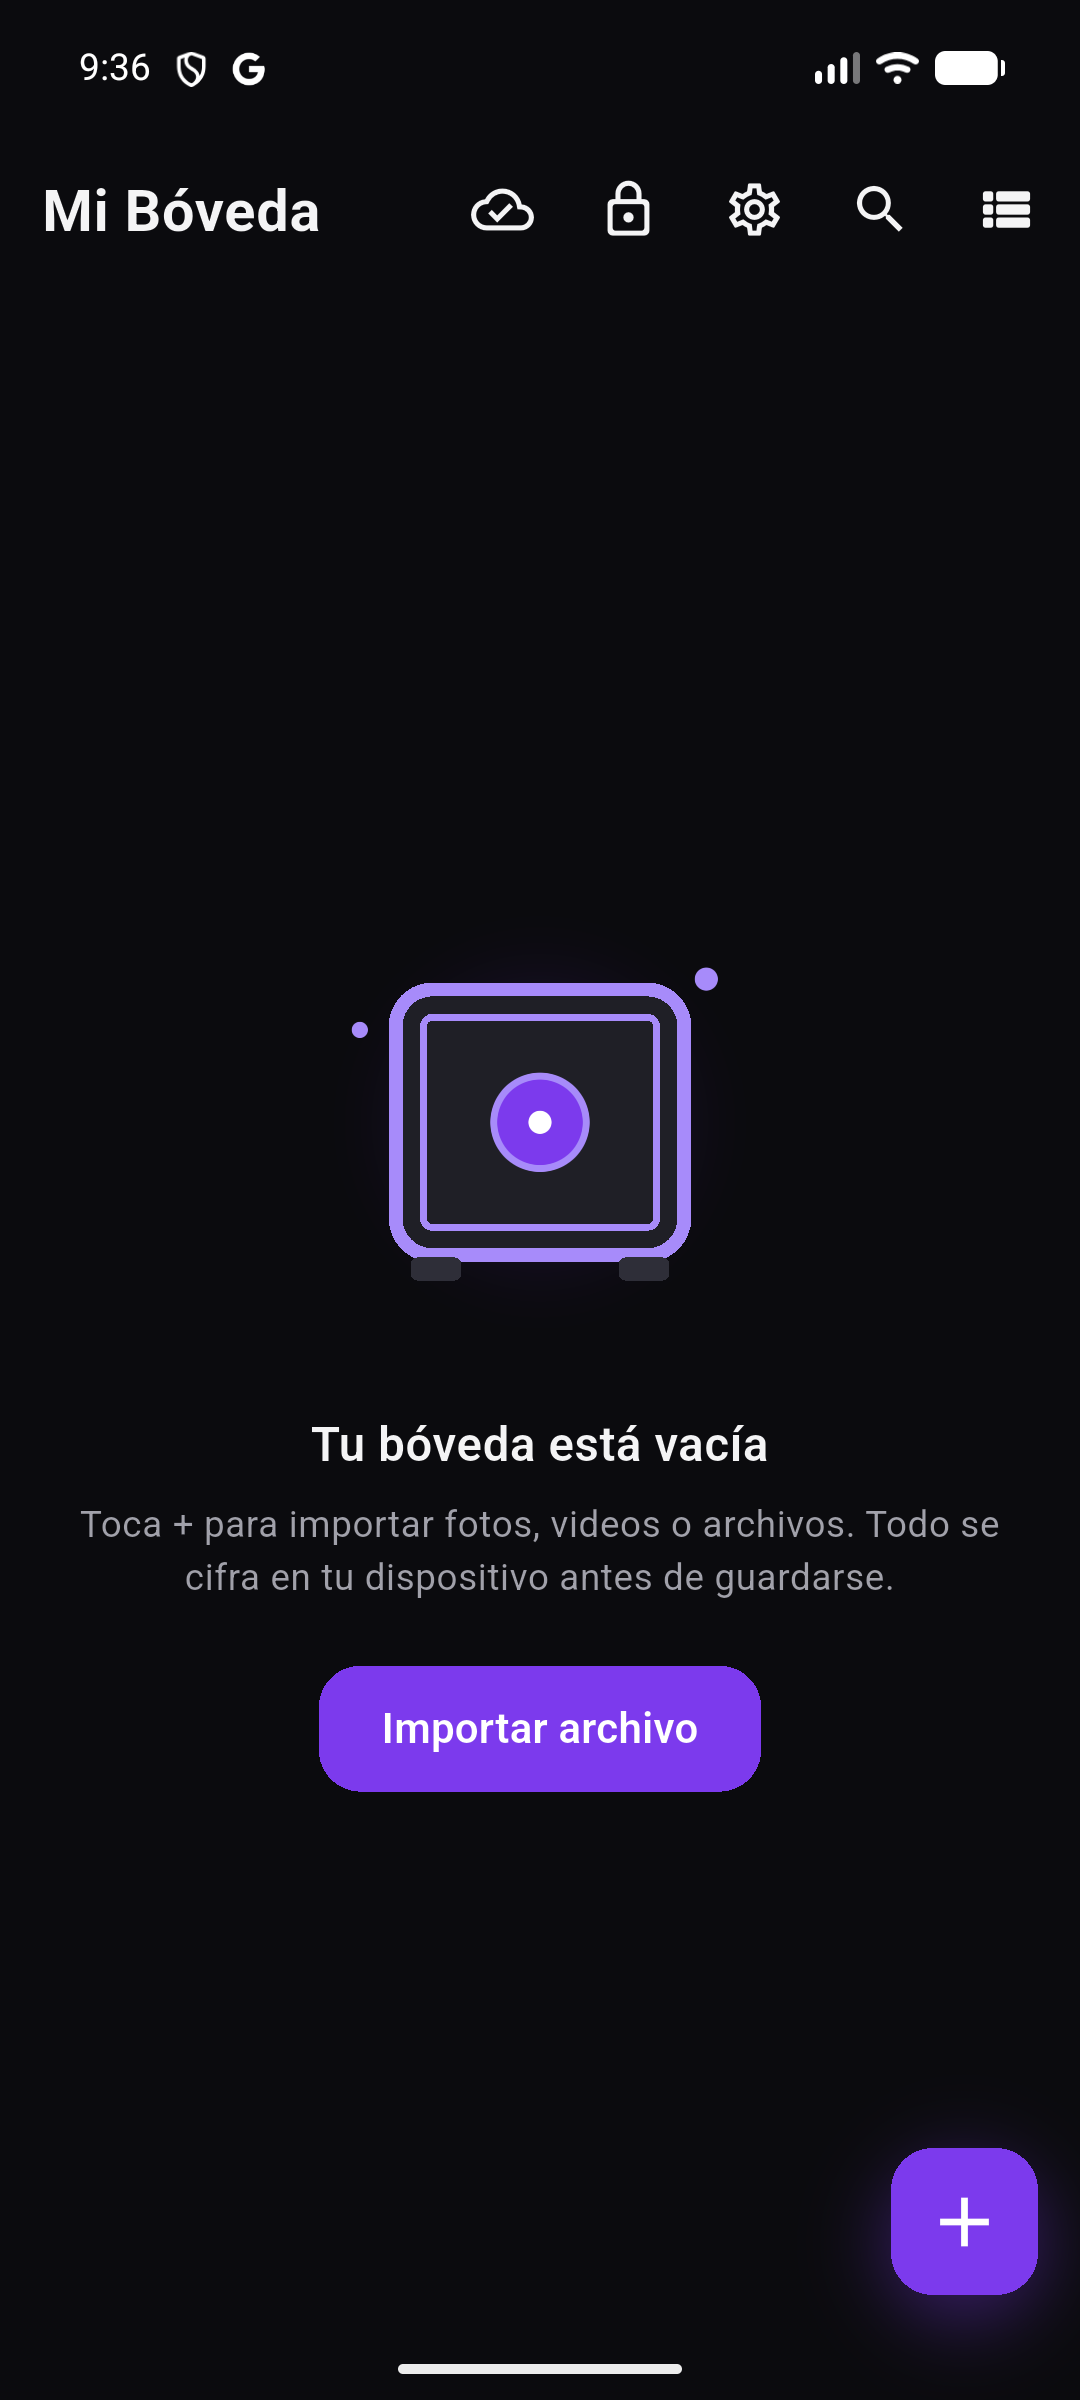 9:36
Mi Bóveda
Tu bóveda está vacía
Toca + para importar fotos, videos o archivos. Todo se
cifra en tu dispositivo antes de guardarse.
Importar archivo